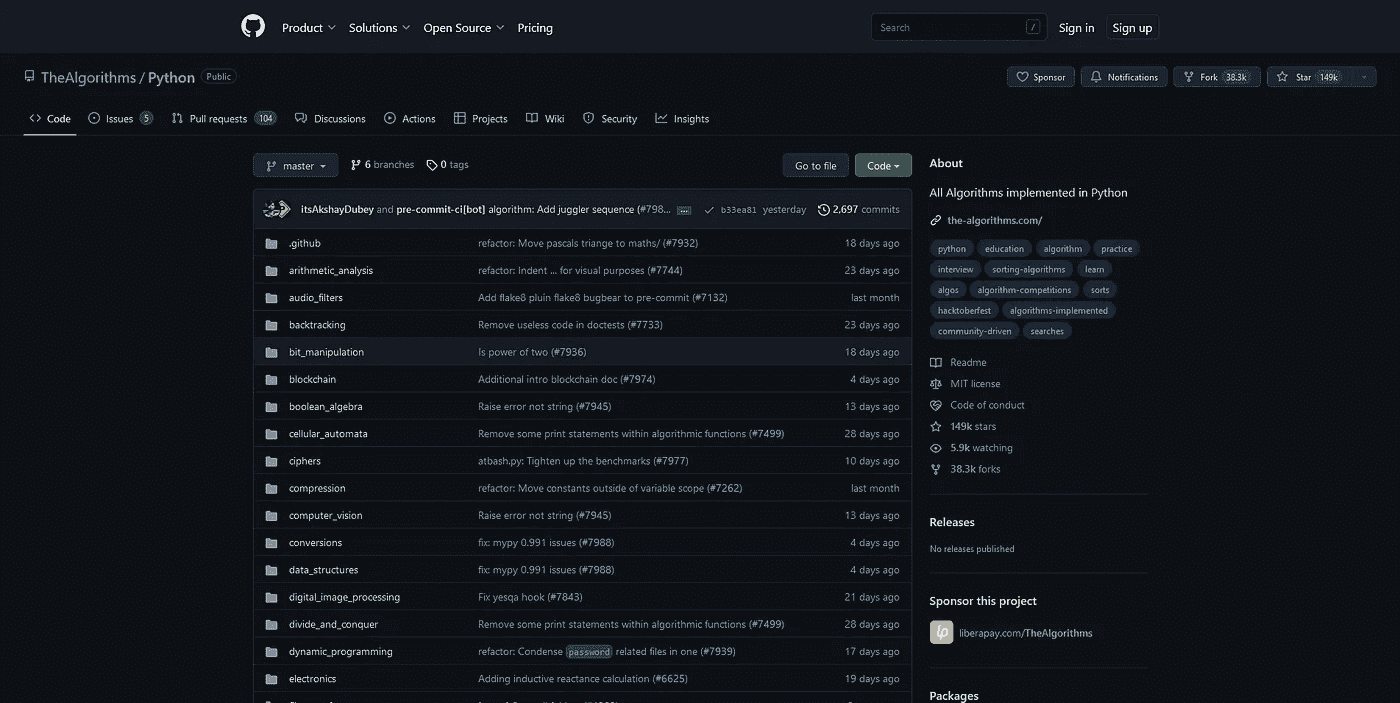 Product Solutions Open Source Pricing Search / Sign in Sign up
TheAlgorithms / Python Public Sponsor Notifications Fork 38.3k Star 149k
Code Issues 5 Pull requests 104 Discussions Actions Projects Wiki Security Insights
master 6 branches 0 tags Go to file Code
itsAkshayDubey and pre-commit-ci[bot] algorithm: Add juggler sequence (#798... ... b33ea81 yesterday 2,697 commits
.github refactor: Move pascals triange to maths/ (#7932) 18 days ago
arithmetic_analysis refactor: Indent ... for visual purposes (#7744) 23 days ago
audio_filters Add flake8 pluin flake8 bugbear to pre-commit (#7132) last month
backtracking Remove useless code in doctests (#7733) 23 days ago
bit_manipulation Is power of two (#7936) 18 days ago
blockchain Additional intro blockchain doc (#7974) 4 days ago
boolean_algebra Raise error not string (#7945) 13 days ago
cellular_automata Remove some print statements within algorithmic functions (#7499) 28 days ago
ciphers atbash.py: Tighten up the benchmarks (#7977) 10 days ago
compression refactor: Move constants outside of variable scope (#7262) last month
computer_vision Raise error not string (#7945) 13 days ago
conversions fix: mypy 0.991 issues (#7988) 4 days ago
data_structures fix: mypy 0.991 issues (#7988) 4 days ago
digital_image_processing Fix yesqa hook (#7843) 21 days ago
divide_and_conquer Remove some print statements within algorithmic functions (#7499) 28 days ago
dynamic_programming refactor: Condense password related files in one (#7939) 17 days ago
electronics Adding inductive reactance calculation (#6625) 19 days ago
About
All Algorithms implemented in Python
the-algorithms.com/
python education algorithm practice
interview sorting-algorithms learn
algos algorithm-competitions sorts
hacktoberfest algorithms-implemented
community-driven searches
Readme
MIT license
Code of conduct
149k stars
5.9k watching
38.3k forks
Releases
No releases published
Sponsor this project
lp liberapay.com/TheAlgorithms
Packages